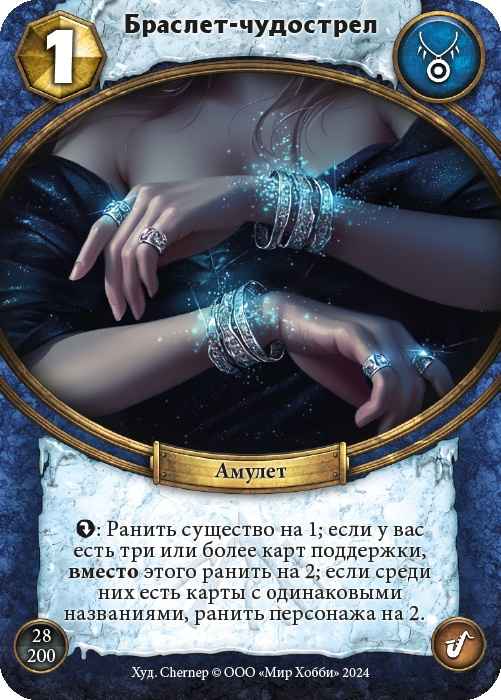 Браслет-чудострел
1
Амулет
: Ранить существо на 1; если у вас
есть три или более карт поддержки,
вместо этого ранить на 2; если среди
них есть карты с одинаковыми
названиями, ранить персонажа на 2.
28
200
Худ. Chernep © ООО «Мир Хобби» 2024